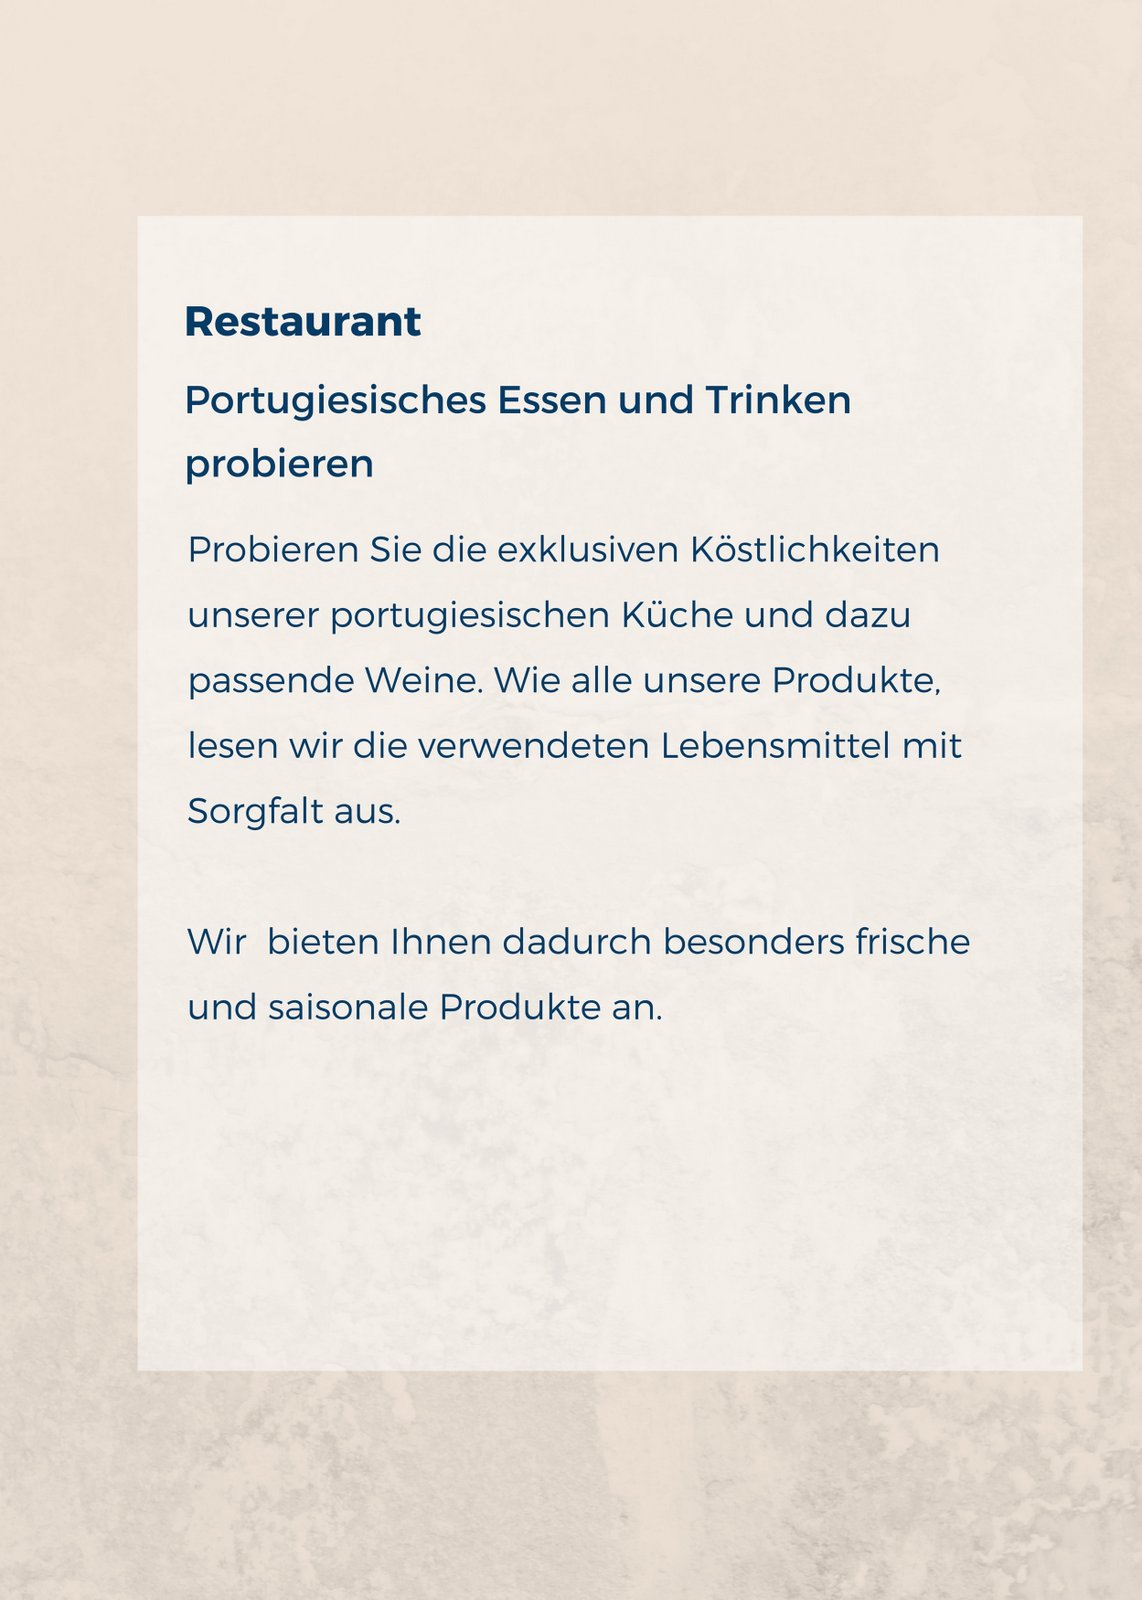 Restaurant
Portugiesisches Essen und Trinken
probieren
Probieren Sie die exklusiven Köstlichkeiten
unserer portugiesischen Küche und dazu
passende Weine. Wie alle unsere Produkte,
lesen wir die verwendeten Lebensmittel mit
Sorgfalt aus.
Wir  bieten Ihnen dadurch besonders frische
und saisonale Produkte an.